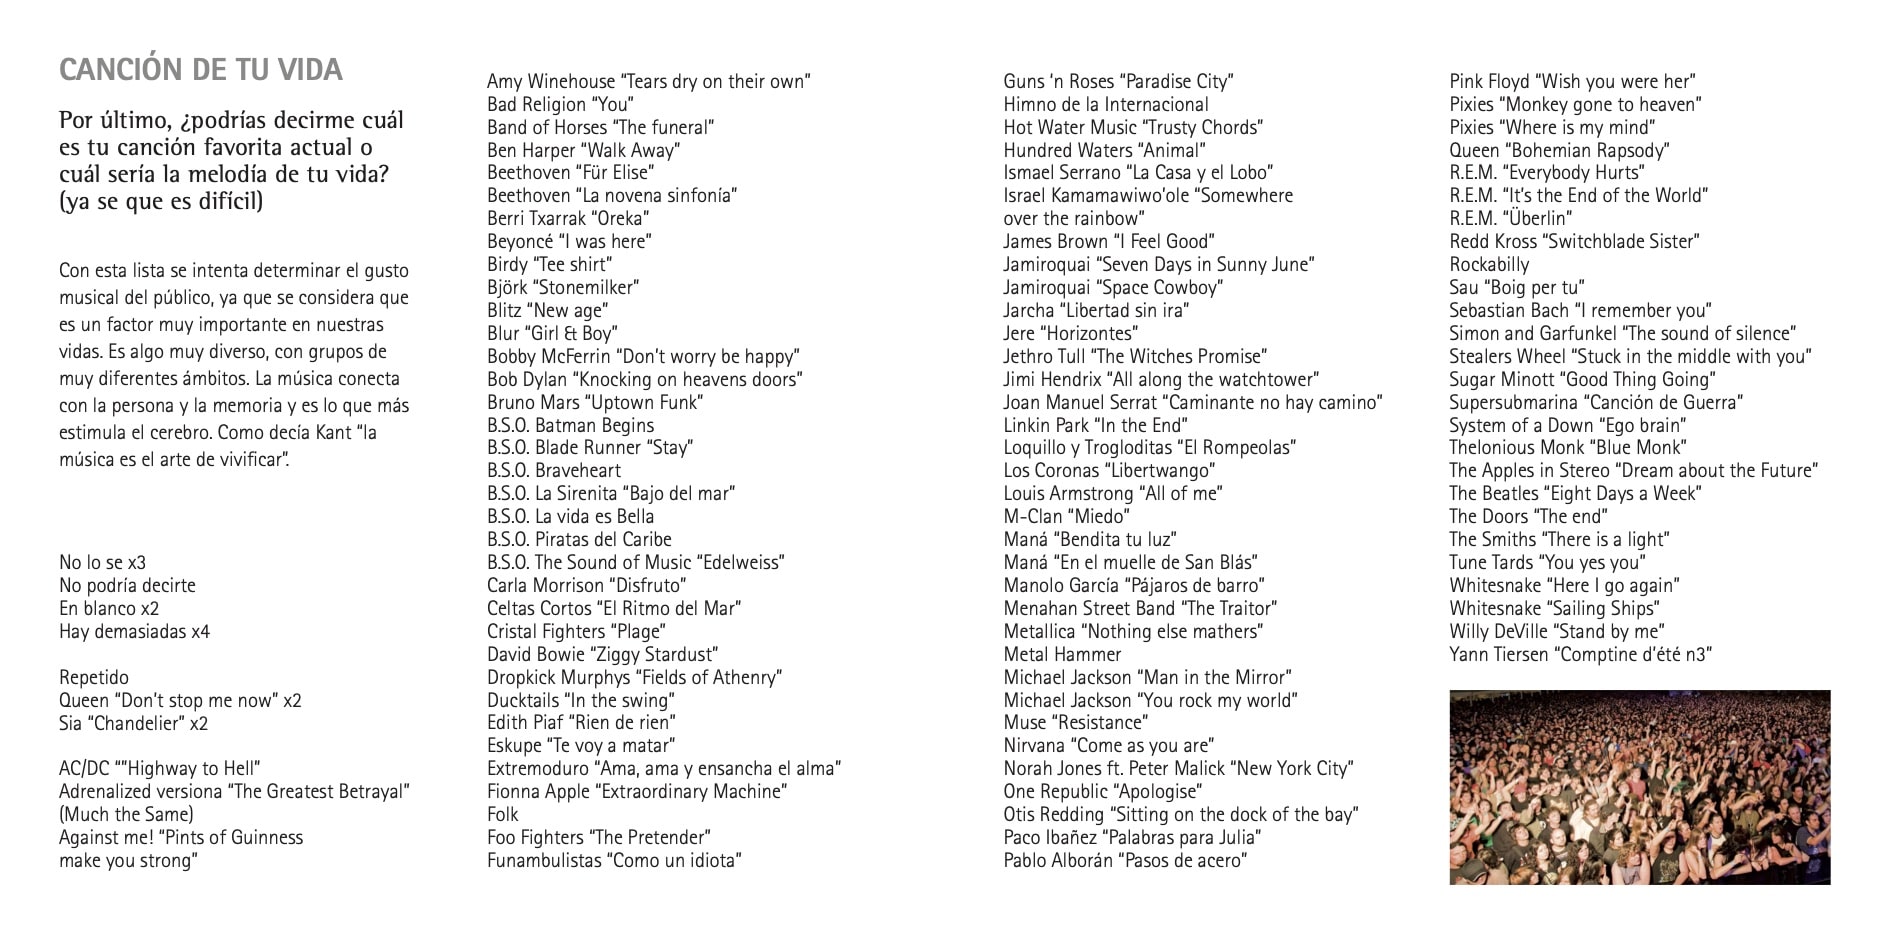 CANCIÓN DE TU VIDA
Por último, ¿podrías decirme cuál
es tu canción favorita actual o
cuál sería la melodía de tu vida?
(ya se que es difícil)
Con esta lista se intenta determinar el gusto
musical del público, ya que se considera que
es un factor muy importante en nuestras
vidas. Es algo muy diverso, con grupos de
muy diferentes ámbitos. La música conecta
con la persona y la memoria y es lo que más
estimula el cerebro. Como decía Kant “la
música es el arte de vivificar”.
No lo se x3
No podría decirte
En blanco x2
Hay demasiadas x4
Repetido
Queen “Don’t stop me now” x2
Sia “Chandelier” x2
AC/DC “”Highway to Hell”
Adrenalized versiona “The Greatest Betrayal”
(Much the Same)
Against me! “Pints of Guinness
make you strong”
Amy Winehouse “Tears dry on their own”
Bad Religion “You”
Band of Horses “The funeral”
Ben Harper “Walk Away”
Beethoven “Für Elise”
Beethoven “La novena sinfonía”
Berri Txarrak “Oreka”
Beyoncé “I was here”
Birdy “Tee shirt”
Björk “Stonemilker”
Blitz “New age”
Blur “Girl & Boy”
Bobby McFerrin “Don’t worry be happy”
Bob Dylan “Knocking on heavens doors”
Bruno Mars “Uptown Funk”
B.S.O. Batman Begins
B.S.O. Blade Runner “Stay”
B.S.O. Braveheart
B.S.O. La Sirenita “Bajo del mar”
B.S.O. La vida es Bella
B.S.O. Piratas del Caribe
B.S.O. The Sound of Music “Edelweiss”
Carla Morrison “Disfruto”
Celtas Cortos “El Ritmo del Mar”
Cristal Fighters “Plage”
David Bowie “Ziggy Stardust”
Dropkick Murphys “Fields of Athenry”
Ducktails “In the swing”
Edith Piaf “Rien de rien”
Eskupe “Te voy a matar”
Extremoduro “Ama, ama y ensancha el alma”
Fionna Apple “Extraordinary Machine”
Folk
Foo Fighters “The Pretender”
Funambulistas “Como un idiota”
Guns ‘n Roses “Paradise City”
Himno de la Internacional
Hot Water Music “Trusty Chords”
Hundred Waters “Animal”
Ismael Serrano “La Casa y el Lobo”
Israel Kamamawiwo’ole “Somewhere
over the rainbow”
James Brown “I Feel Good”
Jamiroquai “Seven Days in Sunny June”
Jamiroquai “Space Cowboy”
Jarcha “Libertad sin ira”
Jere “Horizontes”
Jethro Tull “The Witches Promise”
Jimi Hendrix “All along the watchtower”
Joan Manuel Serrat “Caminante no hay camino”
Linkin Park “In the End”
Loquillo y Trogloditas “El Rompeolas”
Los Coronas “Libertwango”
Louis Armstrong “All of me”
M-Clan “Miedo”
Maná “Bendita tu luz”
Maná “En el muelle de San Blás”
Manolo García “Pájaros de barro”
Menahan Street Band “The Traitor”
Metallica “Nothing else mathers”
Metal Hammer
Michael Jackson “Man in the Mirror”
Michael Jackson “You rock my world”
Muse “Resistance”
Nirvana “Come as you are”
Norah Jones ft. Peter Malick “New York City”
One Republic “Apologise”
Otis Redding “Sitting on the dock of the bay”
Paco Ibañez “Palabras para Julia”
Pablo Alborán “Pasos de acero”
Pink Floyd “Wish you were her”
Pixies “Monkey gone to heaven”
Pixies “Where is my mind”
Queen “Bohemian Rapsody”
R.E.M. “Everybody Hurts”
R.E.M. “It’s the End of the World”
R.E.M. “Überlin”
Redd Kross “Switchblade Sister”
Rockabilly
Sau “Boig per tu”
Sebastian Bach “I remember you”
Simon and Garfunkel “The sound of silence”
Stealers Wheel “Stuck in the middle with you”
Sugar Minott “Good Thing Going”
Supersubmarina “Canción de Guerra”
System of a Down “Ego brain”
Thelonious Monk “Blue Monk”
The Apples in Stereo “Dream about the Future”
The Beatles “Eight Days a Week”
The Doors “The end”
The Smiths “There is a light”
Tune Tards “You yes you”
Whitesnake “Here I go again”
Whitesnake “Sailing Ships”
Willy DeVille “Stand by me”
Yann Tiersen “Comptine d’été n3”